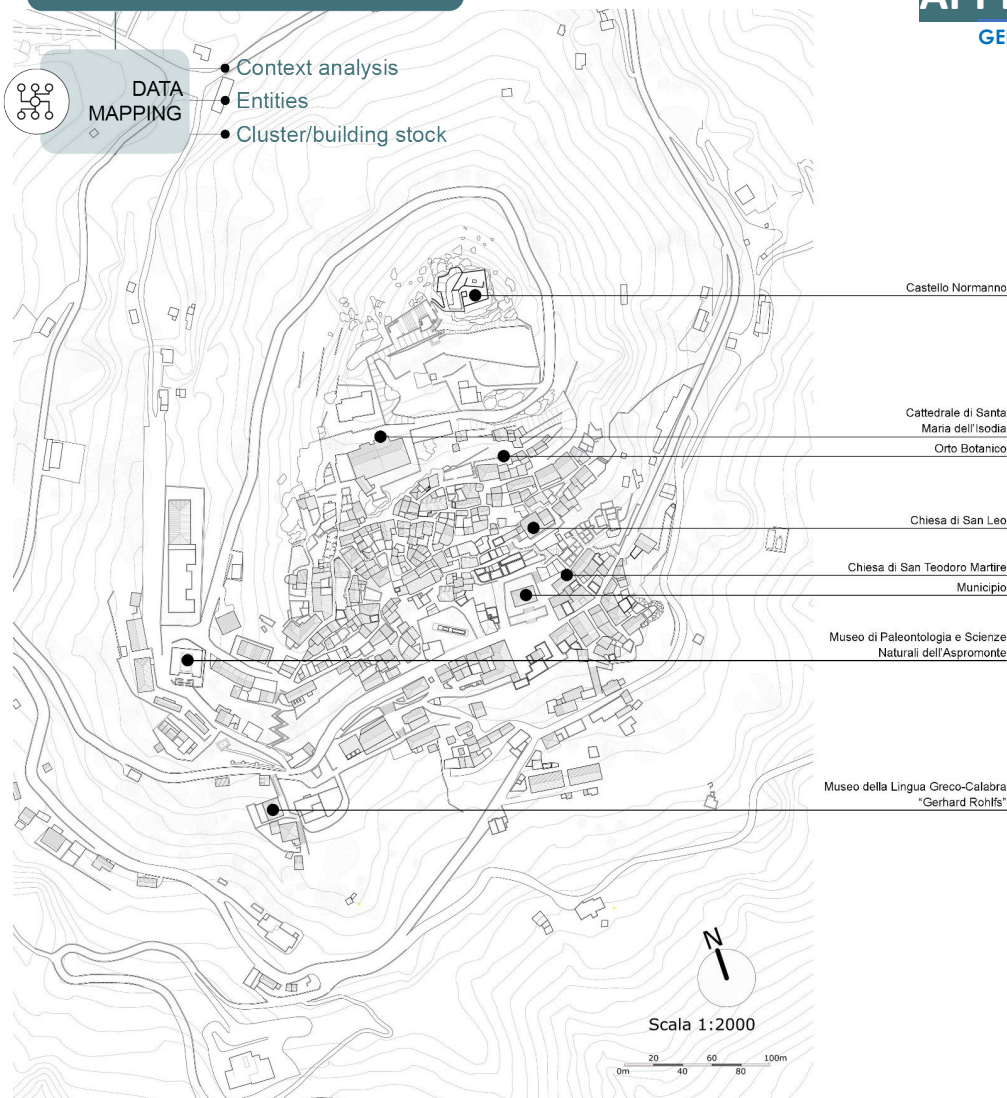 GE
DATA
MAPPING
Context analysis
Entities
Cluster/building stock
Castello Normanno
Cattedrale di Santa
Maria dell'Isodia
Orto Botanico
Chiesa di San Leo
Chiesa di San Teodoro Martire
Municipio
Museo di Paleontologia e Scienze
Naturali dell'Aspromonte
Museo della Lingua Greco-Calabra
"Gerhard Rohlfs"
N
Scala 1:2000
20 60 100m
0m 40 80